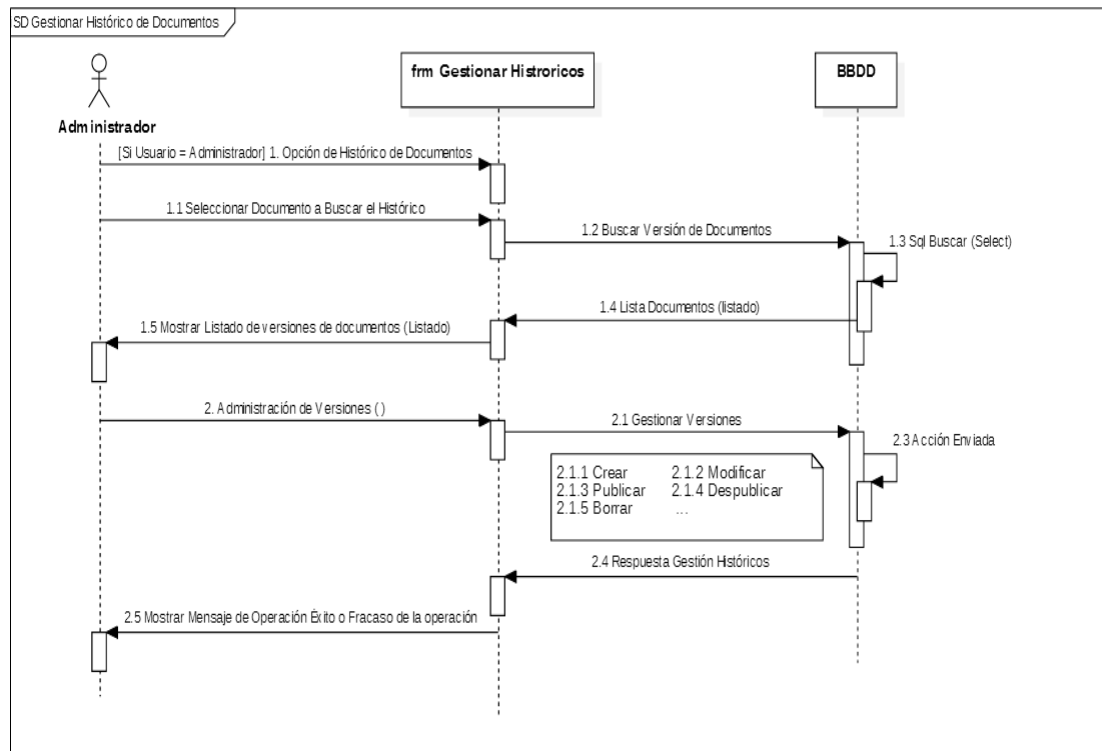 SD Gestionar Histórico de Documentos
frm Gestionar Histroricos
BBDD
Administrador
[Si Usuario = Administrador] 1. Opción de Histórico de Documentos
1.1 Seleccionar Documento a Buscar el Histórico
1.2 Buscar Versión de Documentos
1.3 Sql Buscar (Select)
1.4 Lista Documentos (listado)
1.5 Mostrar Listado de versiones de documentos (Listado)
2. Administración de Versiones ( )
2.1 Gestionar Versiones
2.3 Acción Enviada
2.1.1 Crear 2.1.2 Modificar
2.1.3 Publicar 2.1.4 Despublicar
2.1.5 Borrar ...
2.4 Respuesta Gestión Históricos
2.5 Mostrar Mensaje de Operación Éxito o Fracaso de la operación